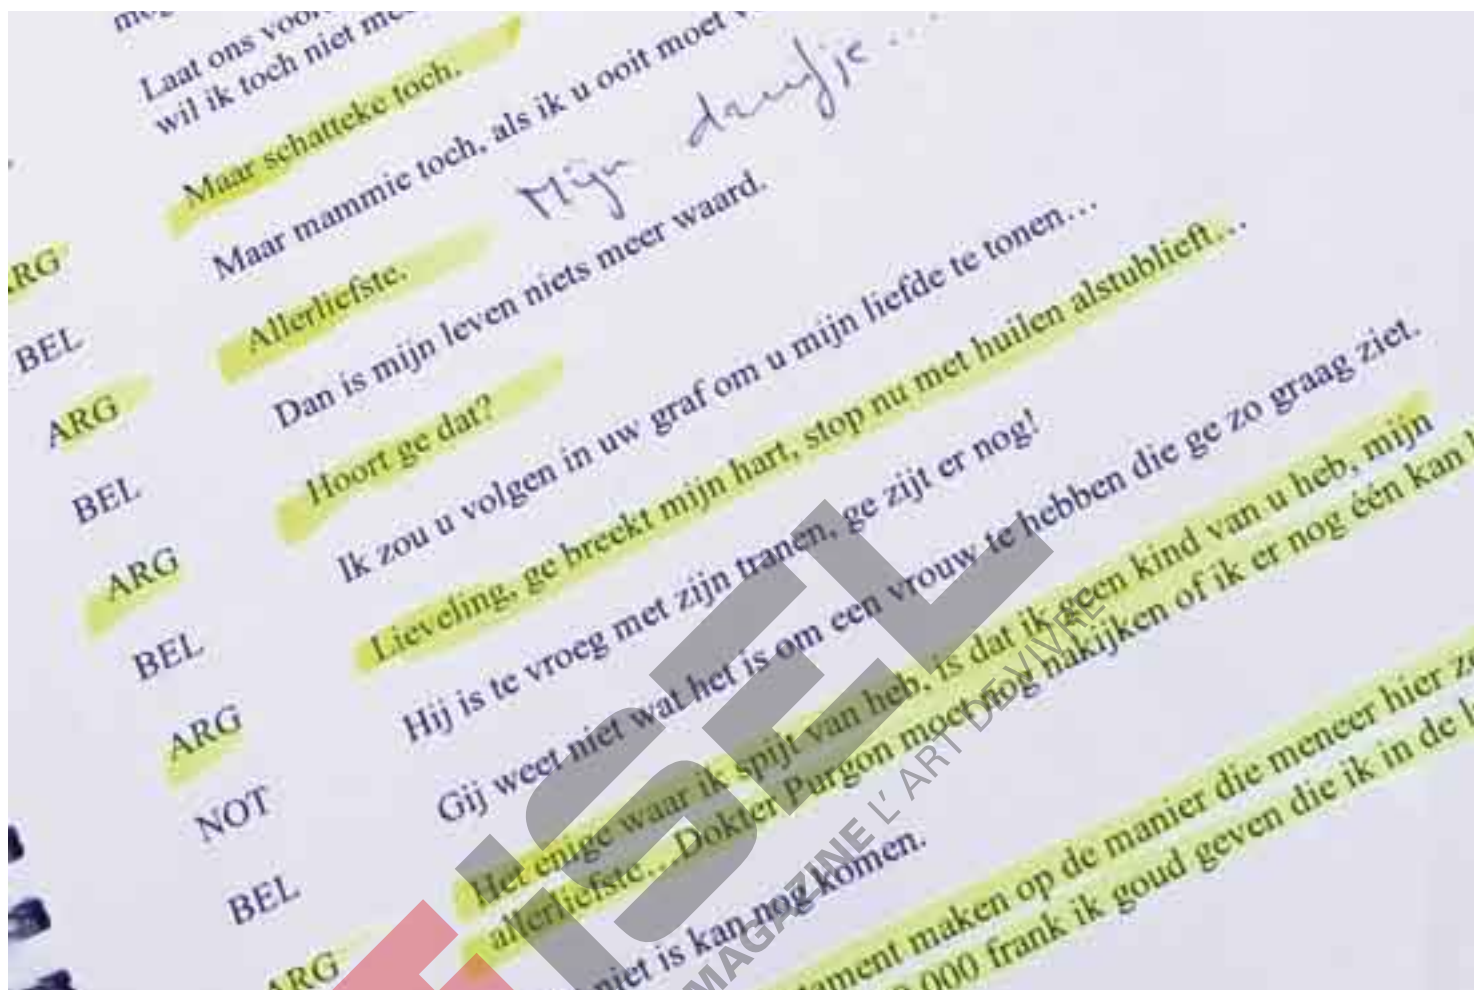 Laat ons
wil ik toch niet
ARG Maar schatteke toch.
BEL Maar mammie toch, als ik u ooit moet
Mijn duifje...
ARG Allerliefste.
BEL Dan is mijn leven niets meer waard.
ARG Hoort ge dat?
BEL Ik zou u volgen in uw graf om u mijn liefde te tonen…
ARG Lieveling, ge breekt mijn hart, stop nu met huilen alstublieft…
NOT Hij is te vroeg met zijn tranen, ge zijt er nog!
BEL Gij weet niet wat het is om een vrouw te hebben die ge zo graag ziet.
ARG Het enige waar ik spijt van heb, is dat ik geen kind van u heb, mijn
allerliefste…Dokter Purgon moet nog nakijken of ik er nog één kan
niet is kan nog komen.
maken op de manier die meneer hier
000 frank ik goud geven die ik in de
MAGAZINE L'ART DE VIVRE